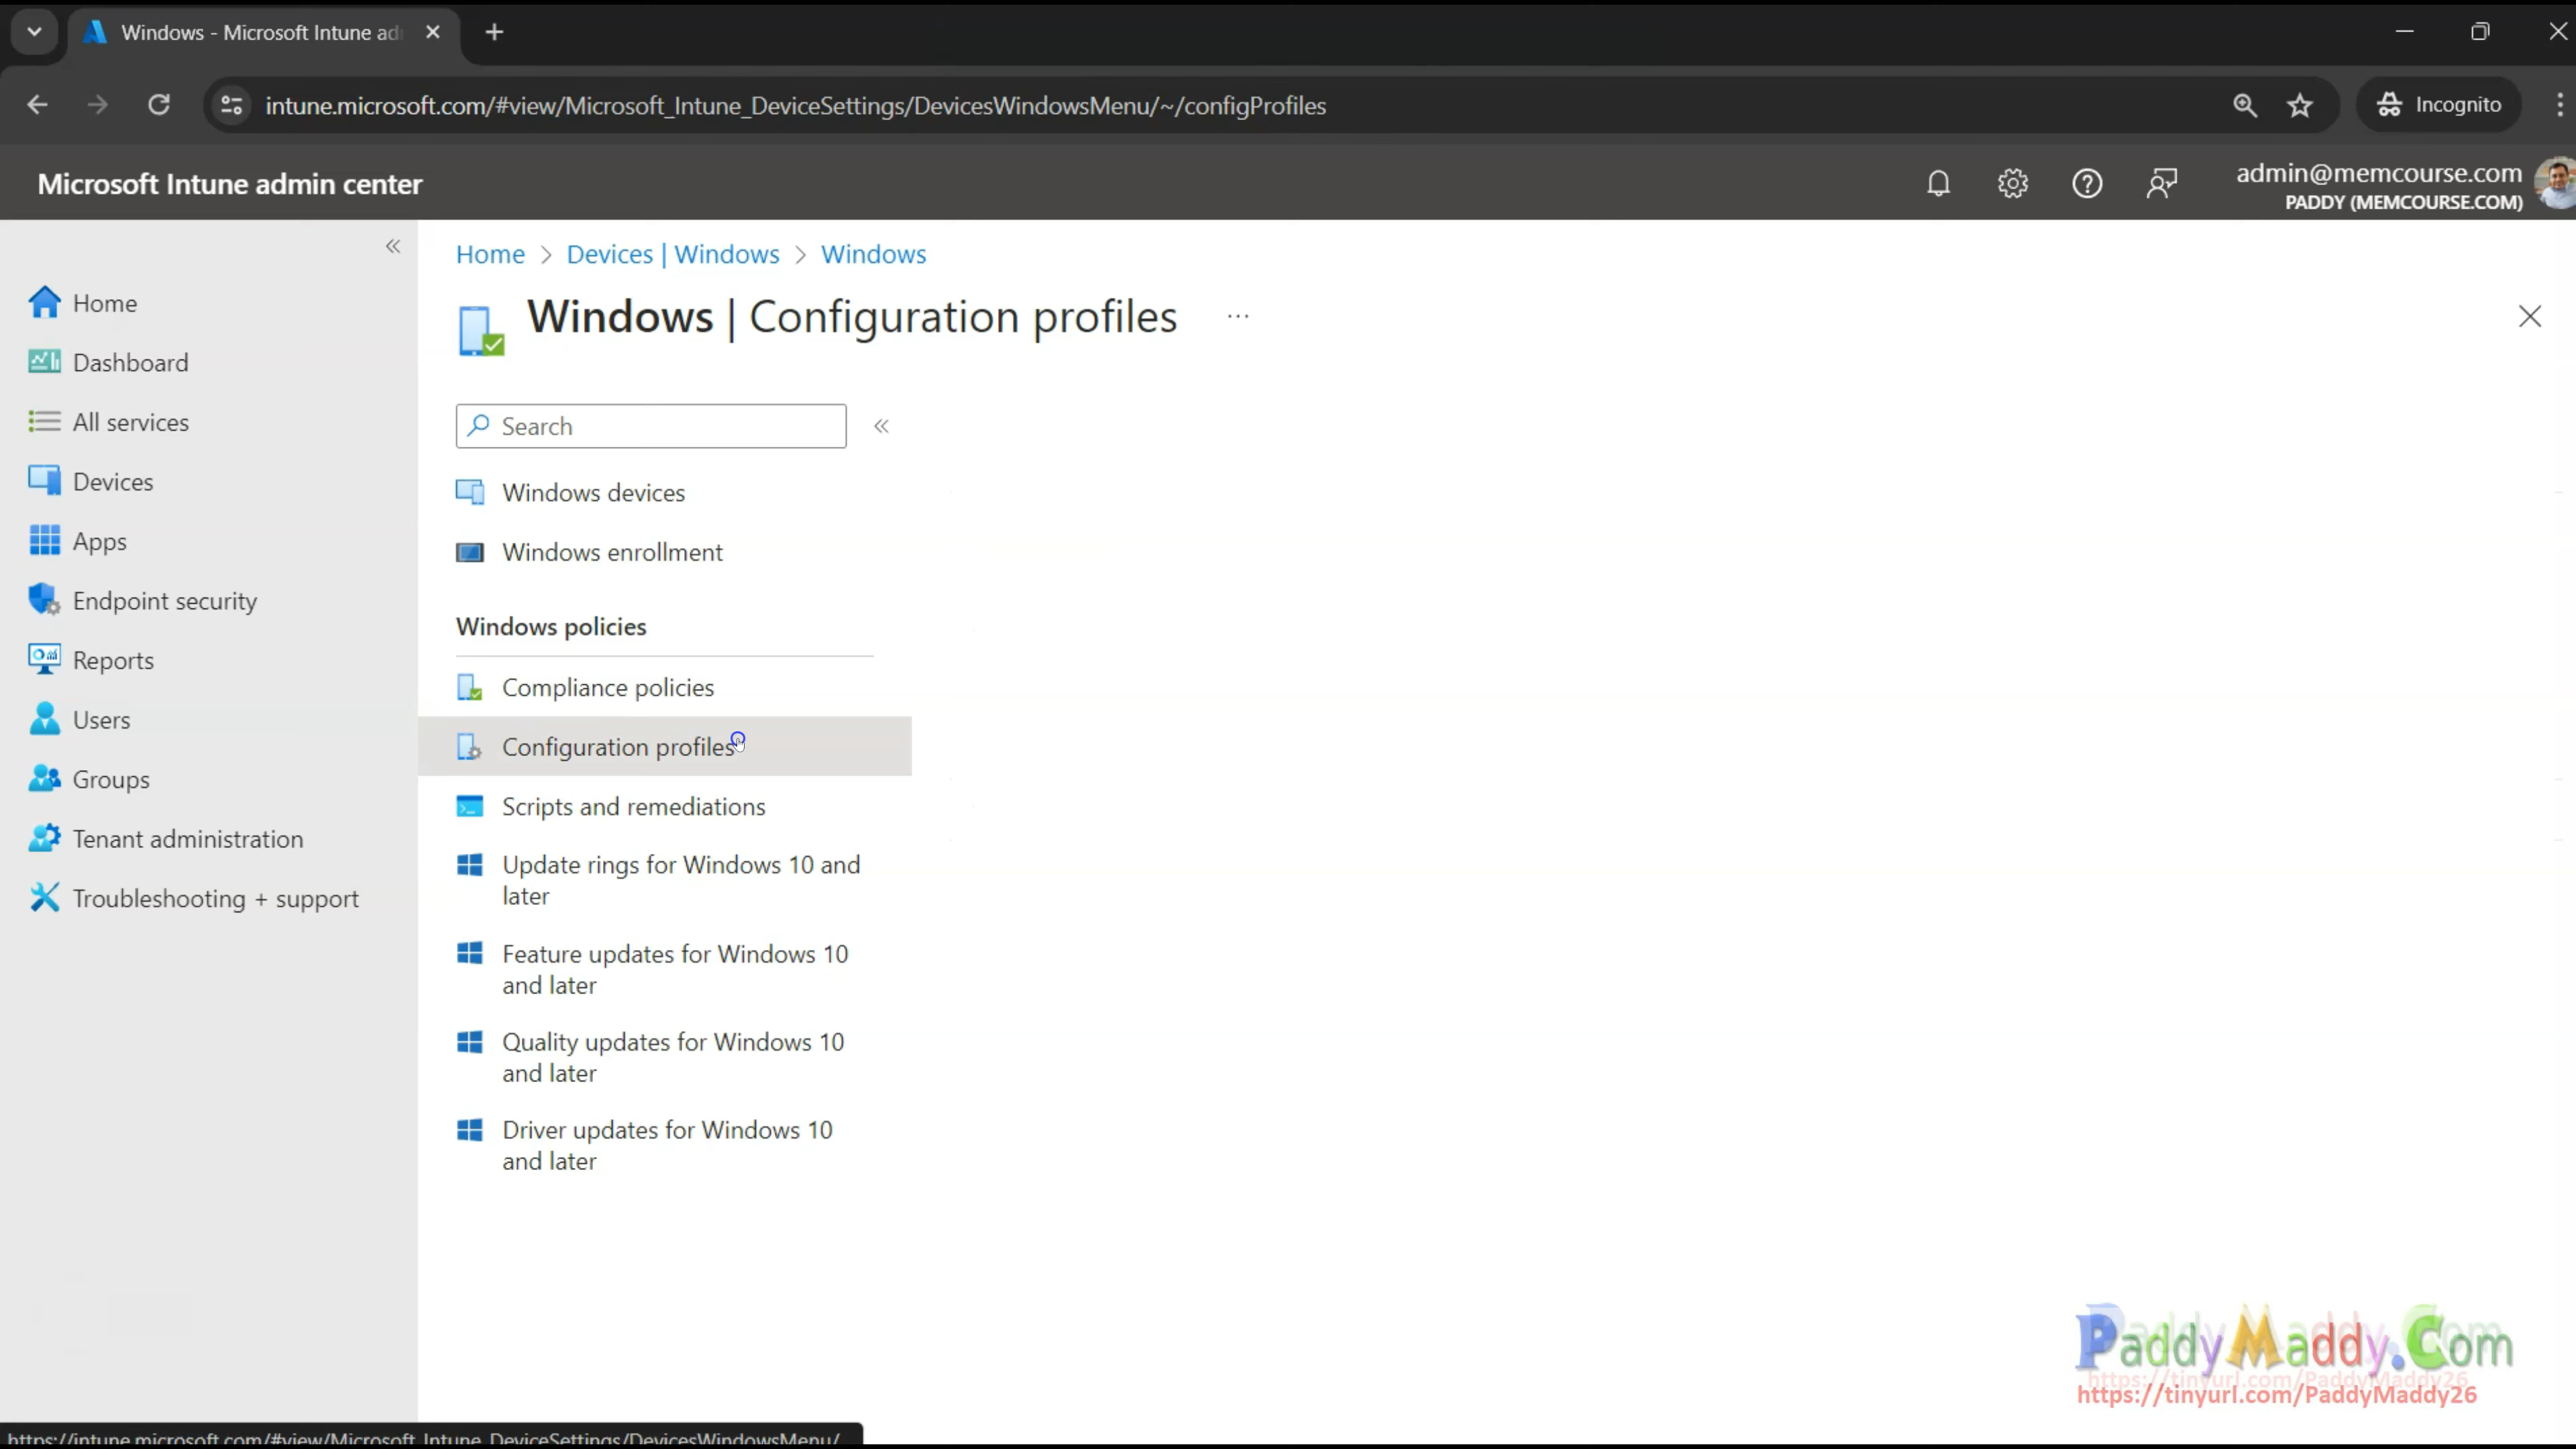 Windows - Microsoft Intune ad
intune.microsoft.com/#view/Microsoft_Intune_DeviceSettings/DevicesWindowsMenu/~/configProfiles
Incognito
Microsoft Intune admin center
admin@memcourse.com
PADDY (MEMCOURSE.COM)
Home
Dashboard
All services
Devices
Apps
Endpoint security
Reports
Users
Groups
Tenant administration
Troubleshooting + support
Home > Devices | Windows > Windows
Windows | Configuration profiles
...
Search
Windows devices
Windows enrollment
Windows policies
Compliance policies
Configuration profiles
Scripts and remediations
Update rings for Windows 10 and
later
Feature updates for Windows 10
and later
Quality updates for Windows 10
and later
Driver updates for Windows 10
and later
PaddyMaddy.Com
https://tinyurl.com/PaddyMaddy26
https://intune.microsoft.com/#view/Microsoft_Intune_DeviceSettings/DevicesWindowsMenu/